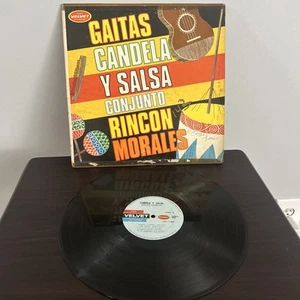 VELVET
GAITAS
CANDELA
Y SALSA
CONJUNTO
RINCON
MORALES
VELVET